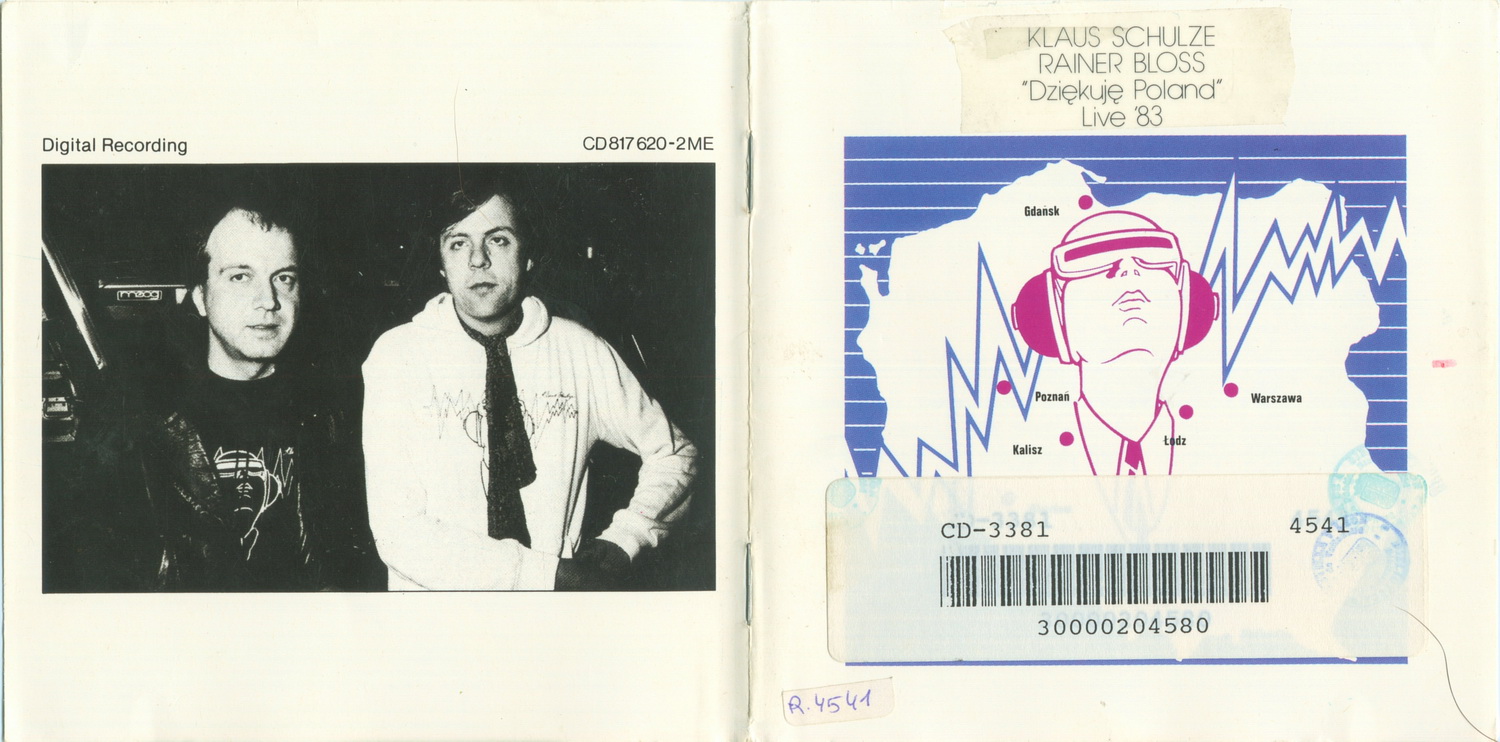 Digital Recording
CD 817 620-2 ME
moog
KLAUS SCHULZE
RAINER BLOSS
"Dziękuję Poland"
Live '83
Gdańsk
Poznań
Warszawa
Łodz
Kalisz
CD-3381
4541
30000204580
R.4541